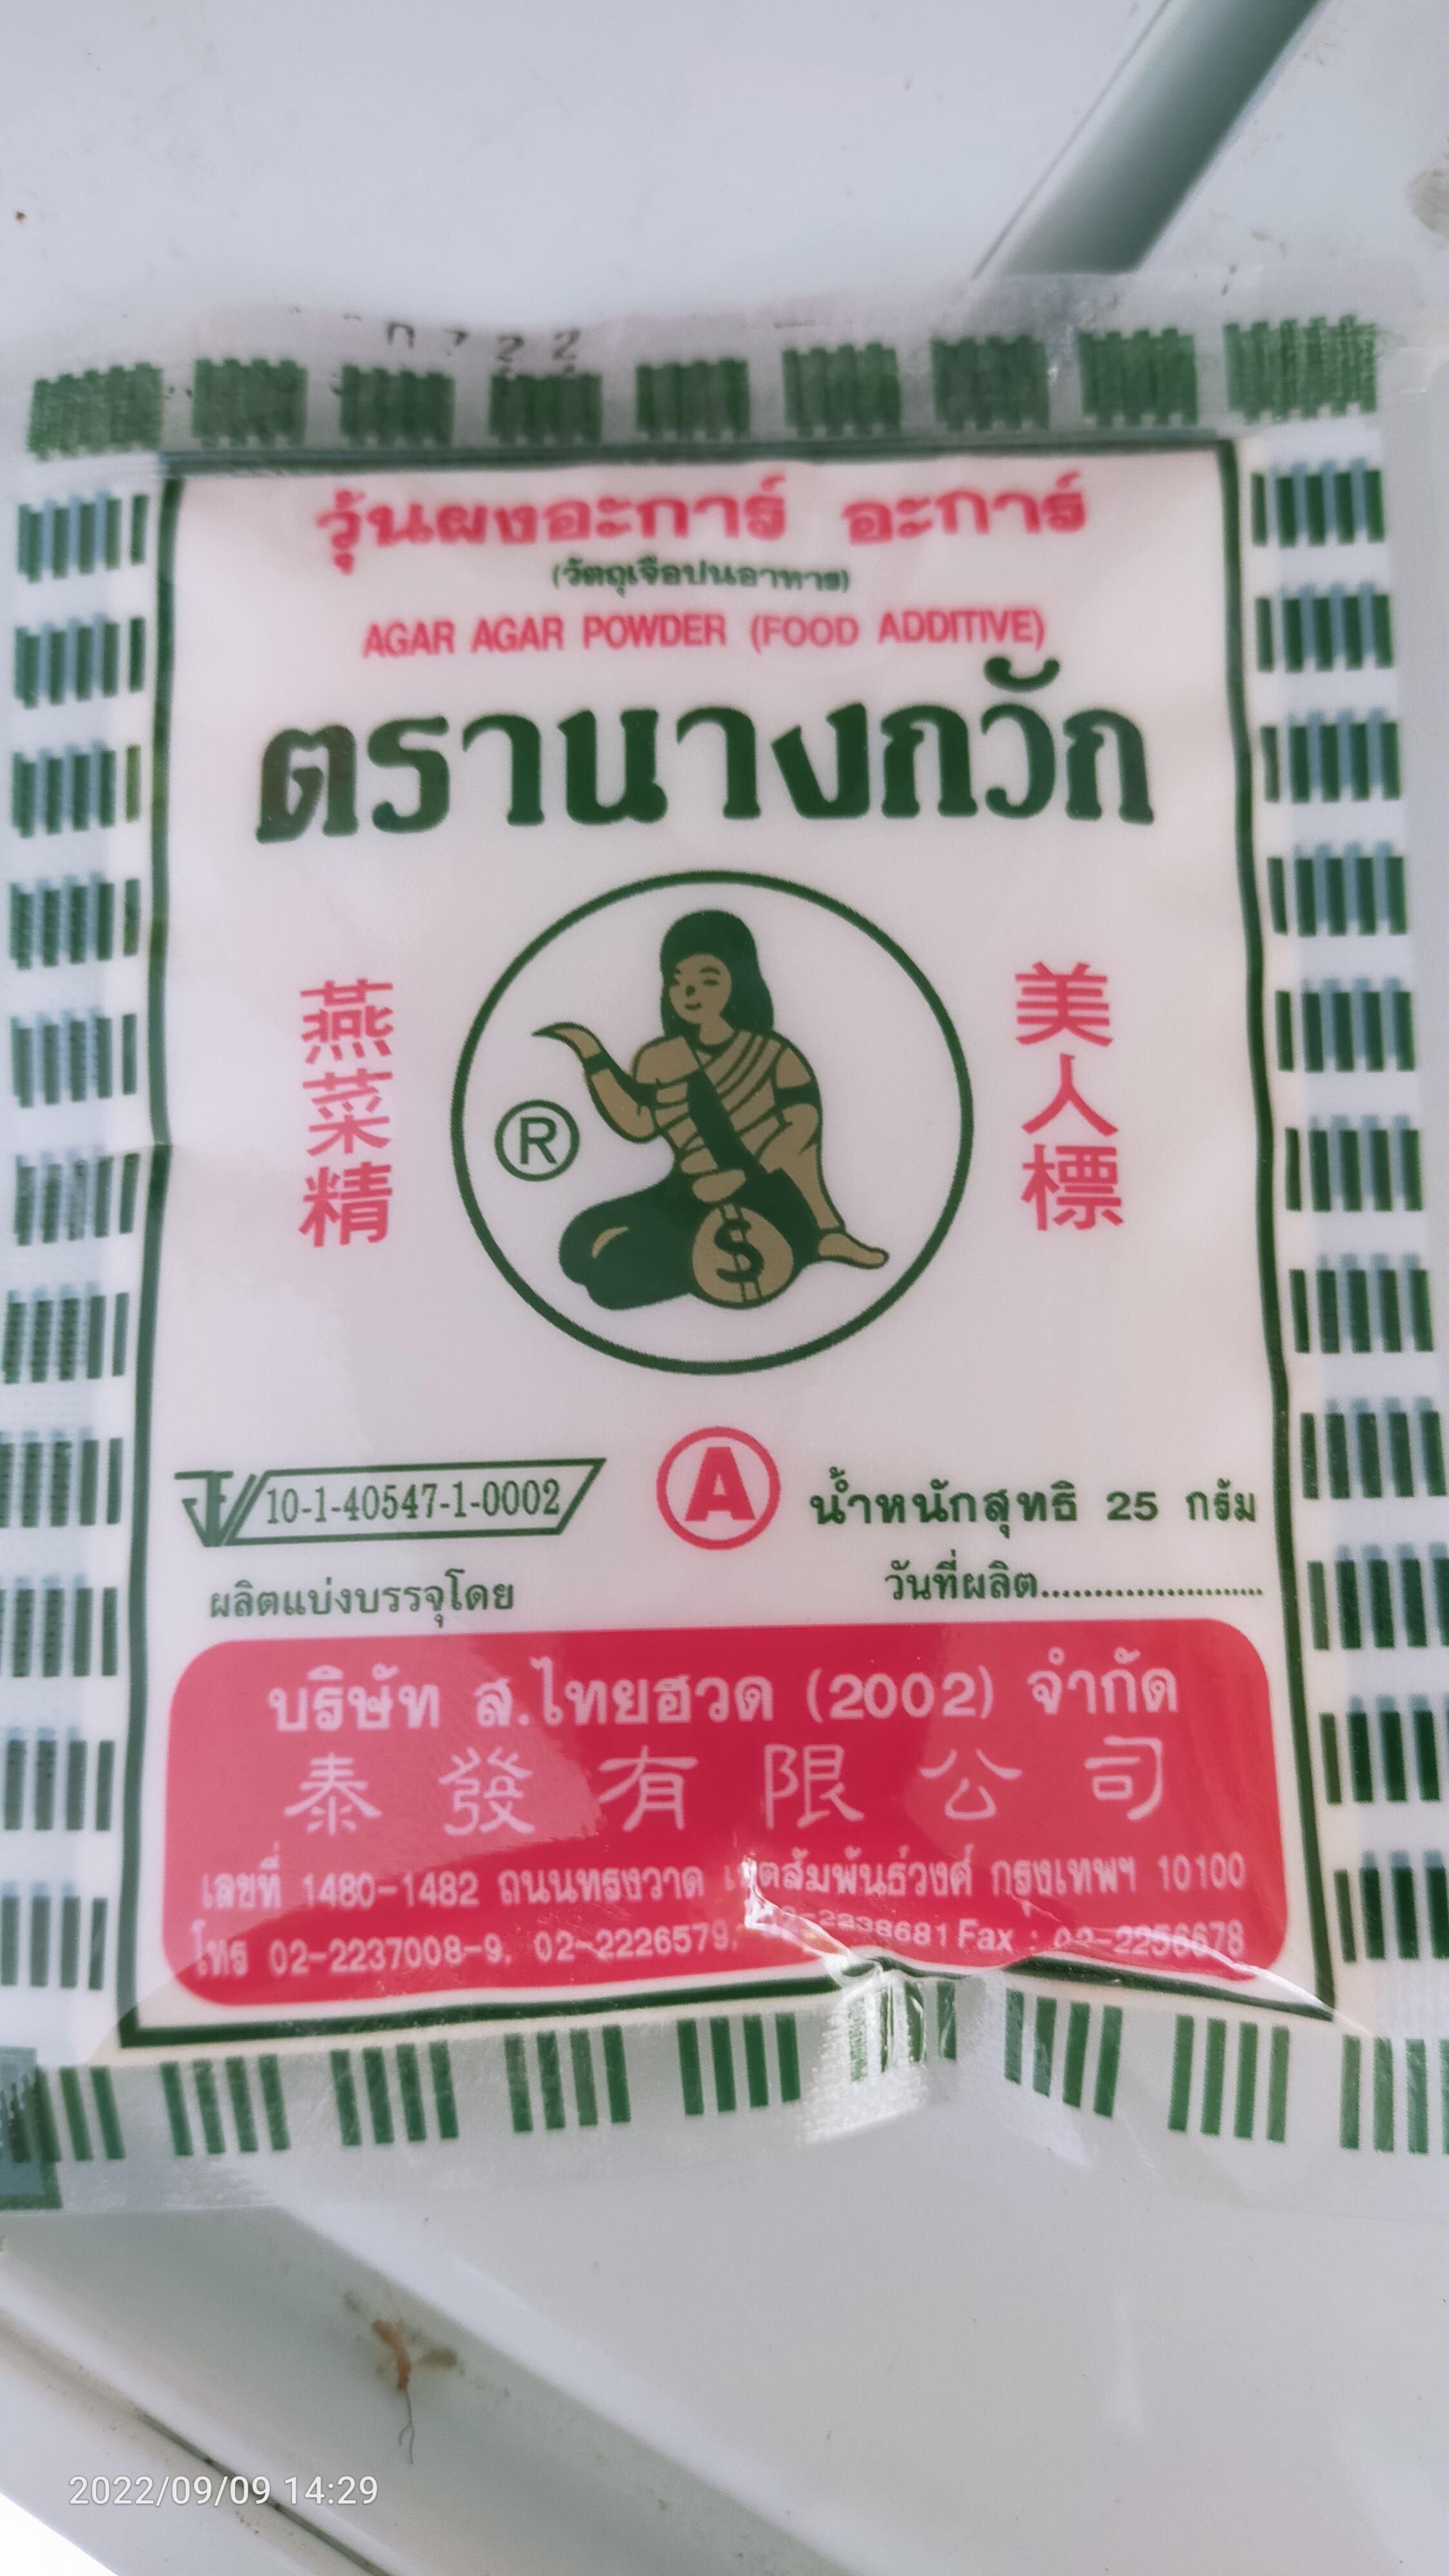 วุ้นผงอะการ์ อะการ์
(วัตถุเจือปนอาหาร)
AGAR AGAR POWDER (FOOD ADDITIVE)
ตรานางกวัก
燕菜精
®
$
美人標
10-1-40547-1-0002
A
น้ำหนักสุทธิ 25 กรัม
ผลิตแบ่งบรรจุโดย
วันที่ผลิต........................
บริษัท ส.ไทยฮวด (2002) จำกัด
泰發有限公司
เลขที่ 1480-1482 ถนนทรงวาด เขตสัมพันธ์วงศ์ กรุงเทพฯ 10100
โทร 02-2237008-9, 02-2226579, Fax : 02-2256678
2022/09/09 14:29